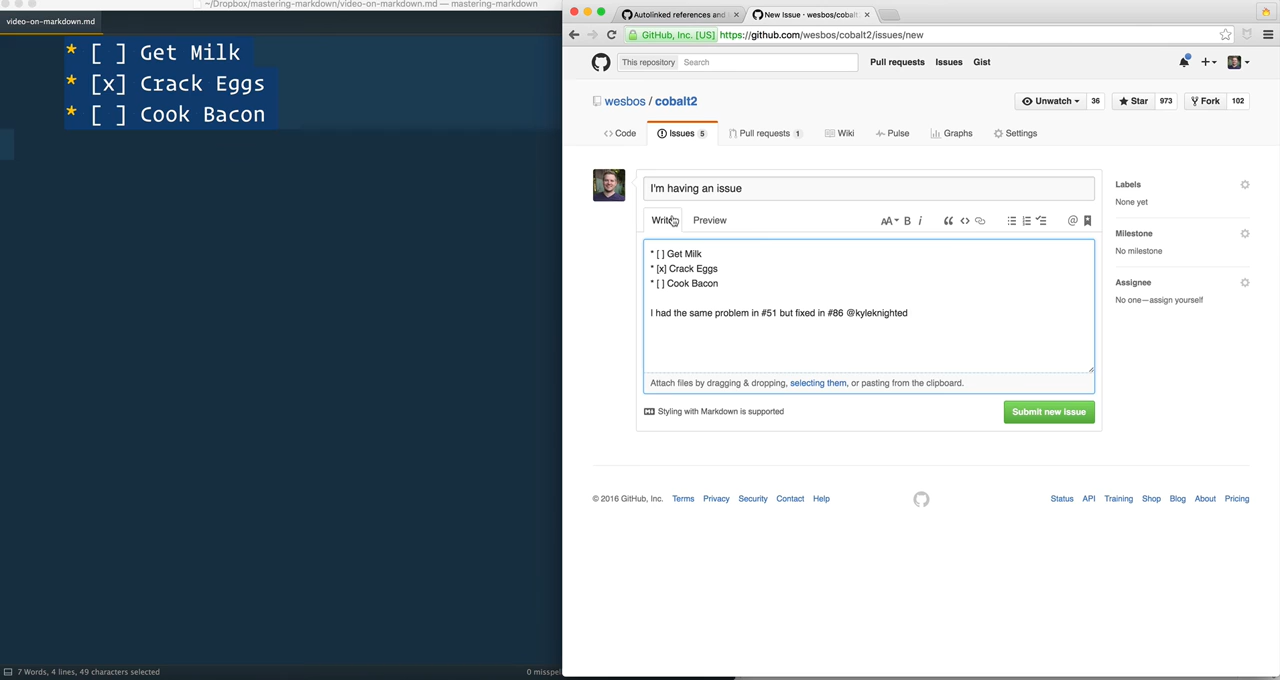 ~/Dropbox/mastering-markdown/video-on-markdown.md — mastering-markdown
video-on-markdown.md
* [ ] Get Milk
* [x] Crack Eggs
* [ ] Cook Bacon
7 Words, 4 lines, 49 characters selected
0 misspel
Autolinked references and
New Issue · wesbos/cobalt
GitHub, Inc. [US] https://github.com/wesbos/cobalt2/issues/new
This repository Search Pull requests Issues Gist
wesbos / cobalt2
Unwatch 36 Star 973 Fork 102
Code Issues 5 Pull requests 1 Wiki Pulse Graphs Settings
I'm having an issue
Write Preview AA B i @
* [ ] Get Milk
* [x] Crack Eggs
* [ ] Cook Bacon
I had the same problem in #51 but fixed in #86 @kyleknighted
Attach files by dragging & dropping, selecting them, or pasting from the clipboard.
Styling with Markdown is supported
Submit new issue
Labels
None yet
Milestone
No milestone
Assignee
No one—assign yourself
© 2016 GitHub, Inc. Terms Privacy Security Contact Help
Status API Training Shop Blog About Pricing